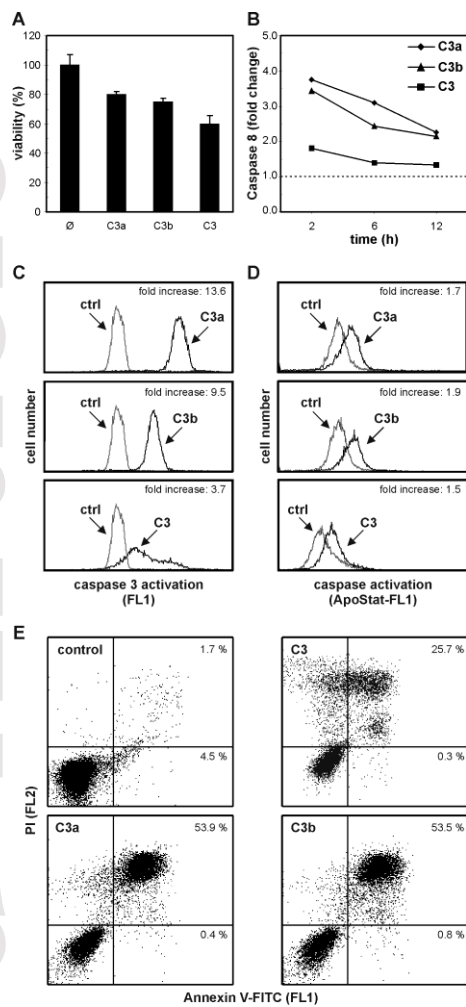 A
viability (%)
120
100
80
60
40
20
0
Ø C3a C3b C3
B
Caspase 8 (fold change)
5.0
4.0
3.0
2.0
1.0
0.0
2 6 12
time (h)
C3a
C3b
C3
C
fold increase: 13.6
ctrl
C3a
fold increase: 9.5
ctrl
C3b
fold increase: 3.7
ctrl
C3
cell number
caspase 3 activation
(FL1)
D
fold increase: 1.7
ctrl
C3a
fold increase: 1.9
ctrl
C3b
fold increase: 1.5
ctrl
C3
cell number
caspase activation
(ApoStat-FL1)
E
control
1.7 %
4.5 %
C3
25.7 %
0.3 %
C3a
53.9 %
0.4 %
C3b
53.5 %
0.8 %
PI (FL2)
Annexin V-FITC (FL1)